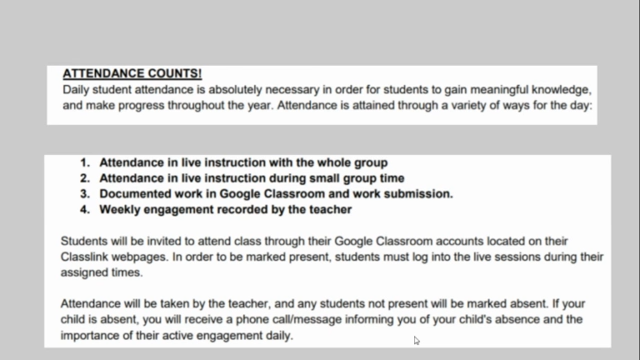 ATTENDANCE COUNTS!
Daily student attendance is absolutely necessary in order for students to gain meaningful knowledge,
and make progress throughout the year. Attendance is attained through a variety of ways for the day:
1. Attendance in live instruction with the whole group
2. Attendance in live instruction during small group time
3. Documented work in Google Classroom and work submission.
4. Weekly engagement recorded by the teacher
Students will be invited to attend class through their Google Classroom accounts located on their
Classlink webpages. In order to be marked present, students must log into the live sessions during their
assigned times.
Attendance will be taken by the teacher, and any students not present will be marked absent. If your
child is absent, you will receive a phone call/message informing you of your child's absence and the
importance of their active engagement daily.